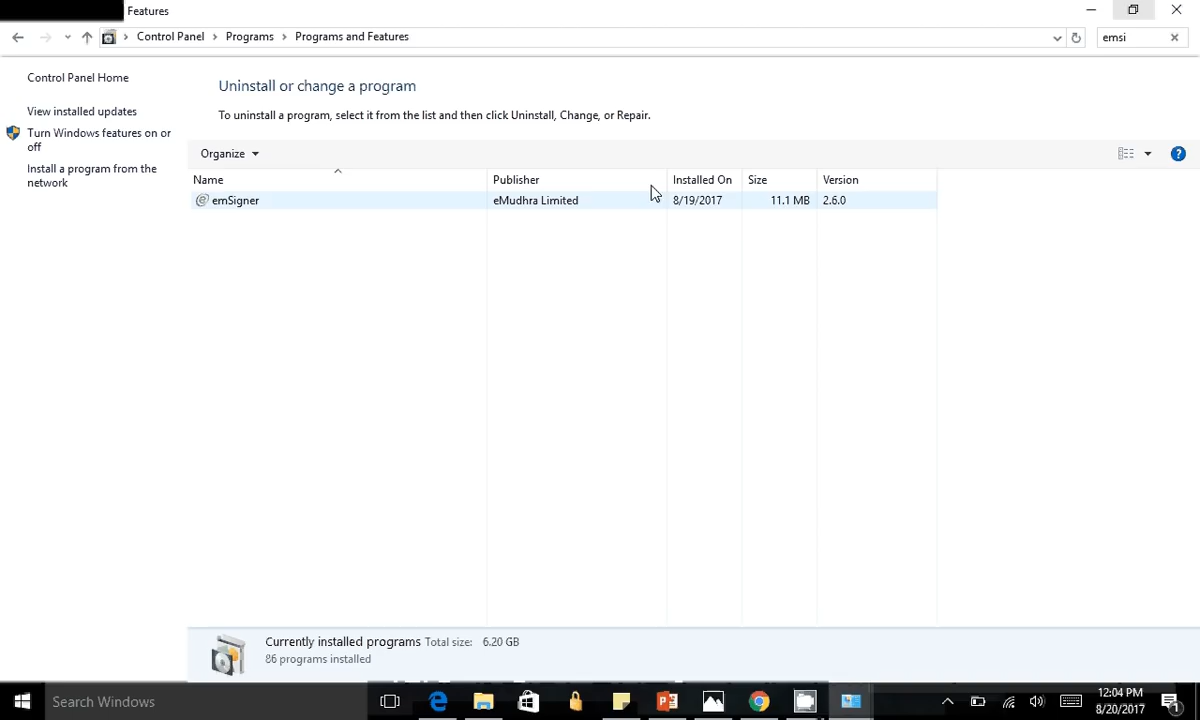 Features
Control Panel > Programs > Programs and Features
emsi
Control Panel Home
View installed updates
Turn Windows features on or
off
Install a program from the
network
Uninstall or change a program
To uninstall a program, select it from the list and then click Uninstall, Change, or Repair.
Organize
Name Publisher Installed On Size Version
emSigner eMudhra Limited 8/19/2017 11.1 MB 2.6.0
Currently installed programs Total size: 6.20 GB
86 programs installed
Search Windows
12:04 PM
8/20/2017
1